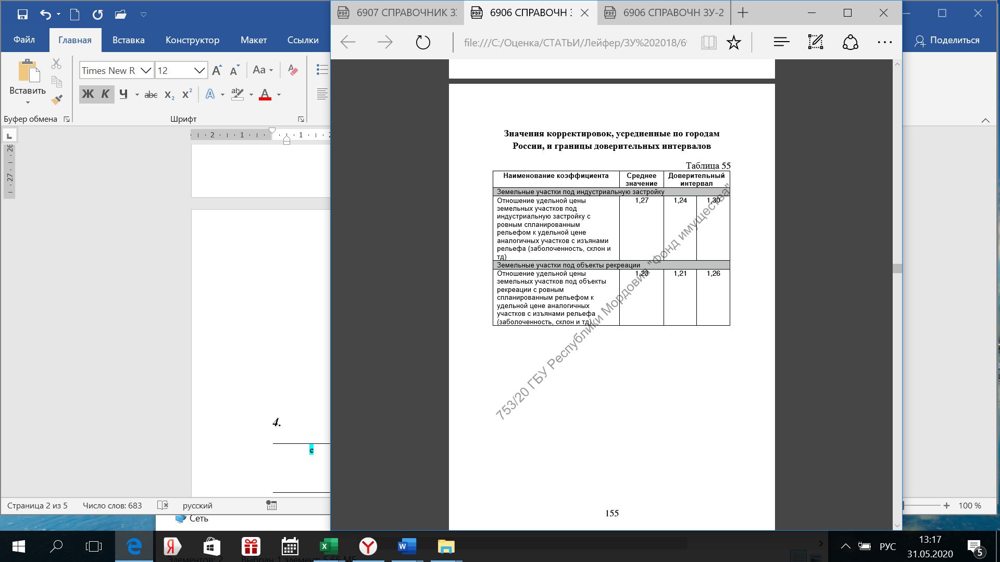 6907 СПРАВОЧНИК З
6906 СПРАВОЧН З
6906 СПРАВОЧН ЗУ-2
Файл
Главная
Вставка
Конструктор
Макет
Ссылки
Поделиться
file:///C:/Оценка/СТАТЬИ/Лейфер/ЗУ%202018/6
Times New R
12
Aa
Вставить
Ж К Ч abc X₂ X²
Буфер обмена
Шрифт
2 1 1
26
27
Значения корректировок, усредненные по городам
России, и границы доверительных интервалов
Таблица 55
Наименование коэффициента
Среднее
значение
Доверительный
интервал
Земельные участки под индустриальную застройку
Отношение удельной цены
земельных участков под
индустриальную застройку с
ровным спланированным
рельефом к удельной цене
аналогичных участков с изъянами
рельефа (заболоченность, склон и
тд)
1,27
1,24
1,30
Земельные участки под объекты рекреации
Отношение удельной цены
земельных участков под объекты
рекреации с ровным
спланированным рельефом к
удельной цене аналогичных
участков с изъянами рельефа
(заболоченность, склон и тд)
1,23
1,21
1,26
753/20 ГБУ Республики Мордовия "Фонд имущества"
155
4.
е
Страница 2 из 5
Число слов: 683
русский
100 %
Сеть
Элементов: 2
Выбран 1 элемент: 5,66 МБ
РУС
13:17
31.05.2020
5